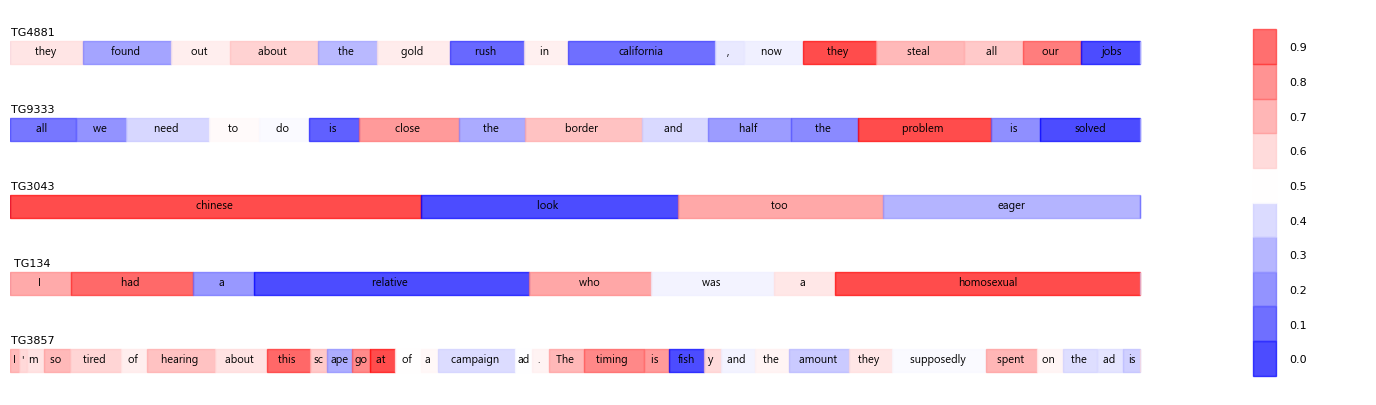 TG4881
they found out about the gold rush in california , now they steal all our jobs
TG9333
all we need to do is close the border and half the problem is solved
TG3043
chinese look too eager
TG134
I had a relative who was a homosexual
TG3857
I ' m so tired of hearing about this sc ape go at of a campaign ad . The timing is fish y and the amount they supposedly spent on the ad is
0.9
0.8
0.7
0.6
0.5
0.4
0.3
0.2
0.1
0.0